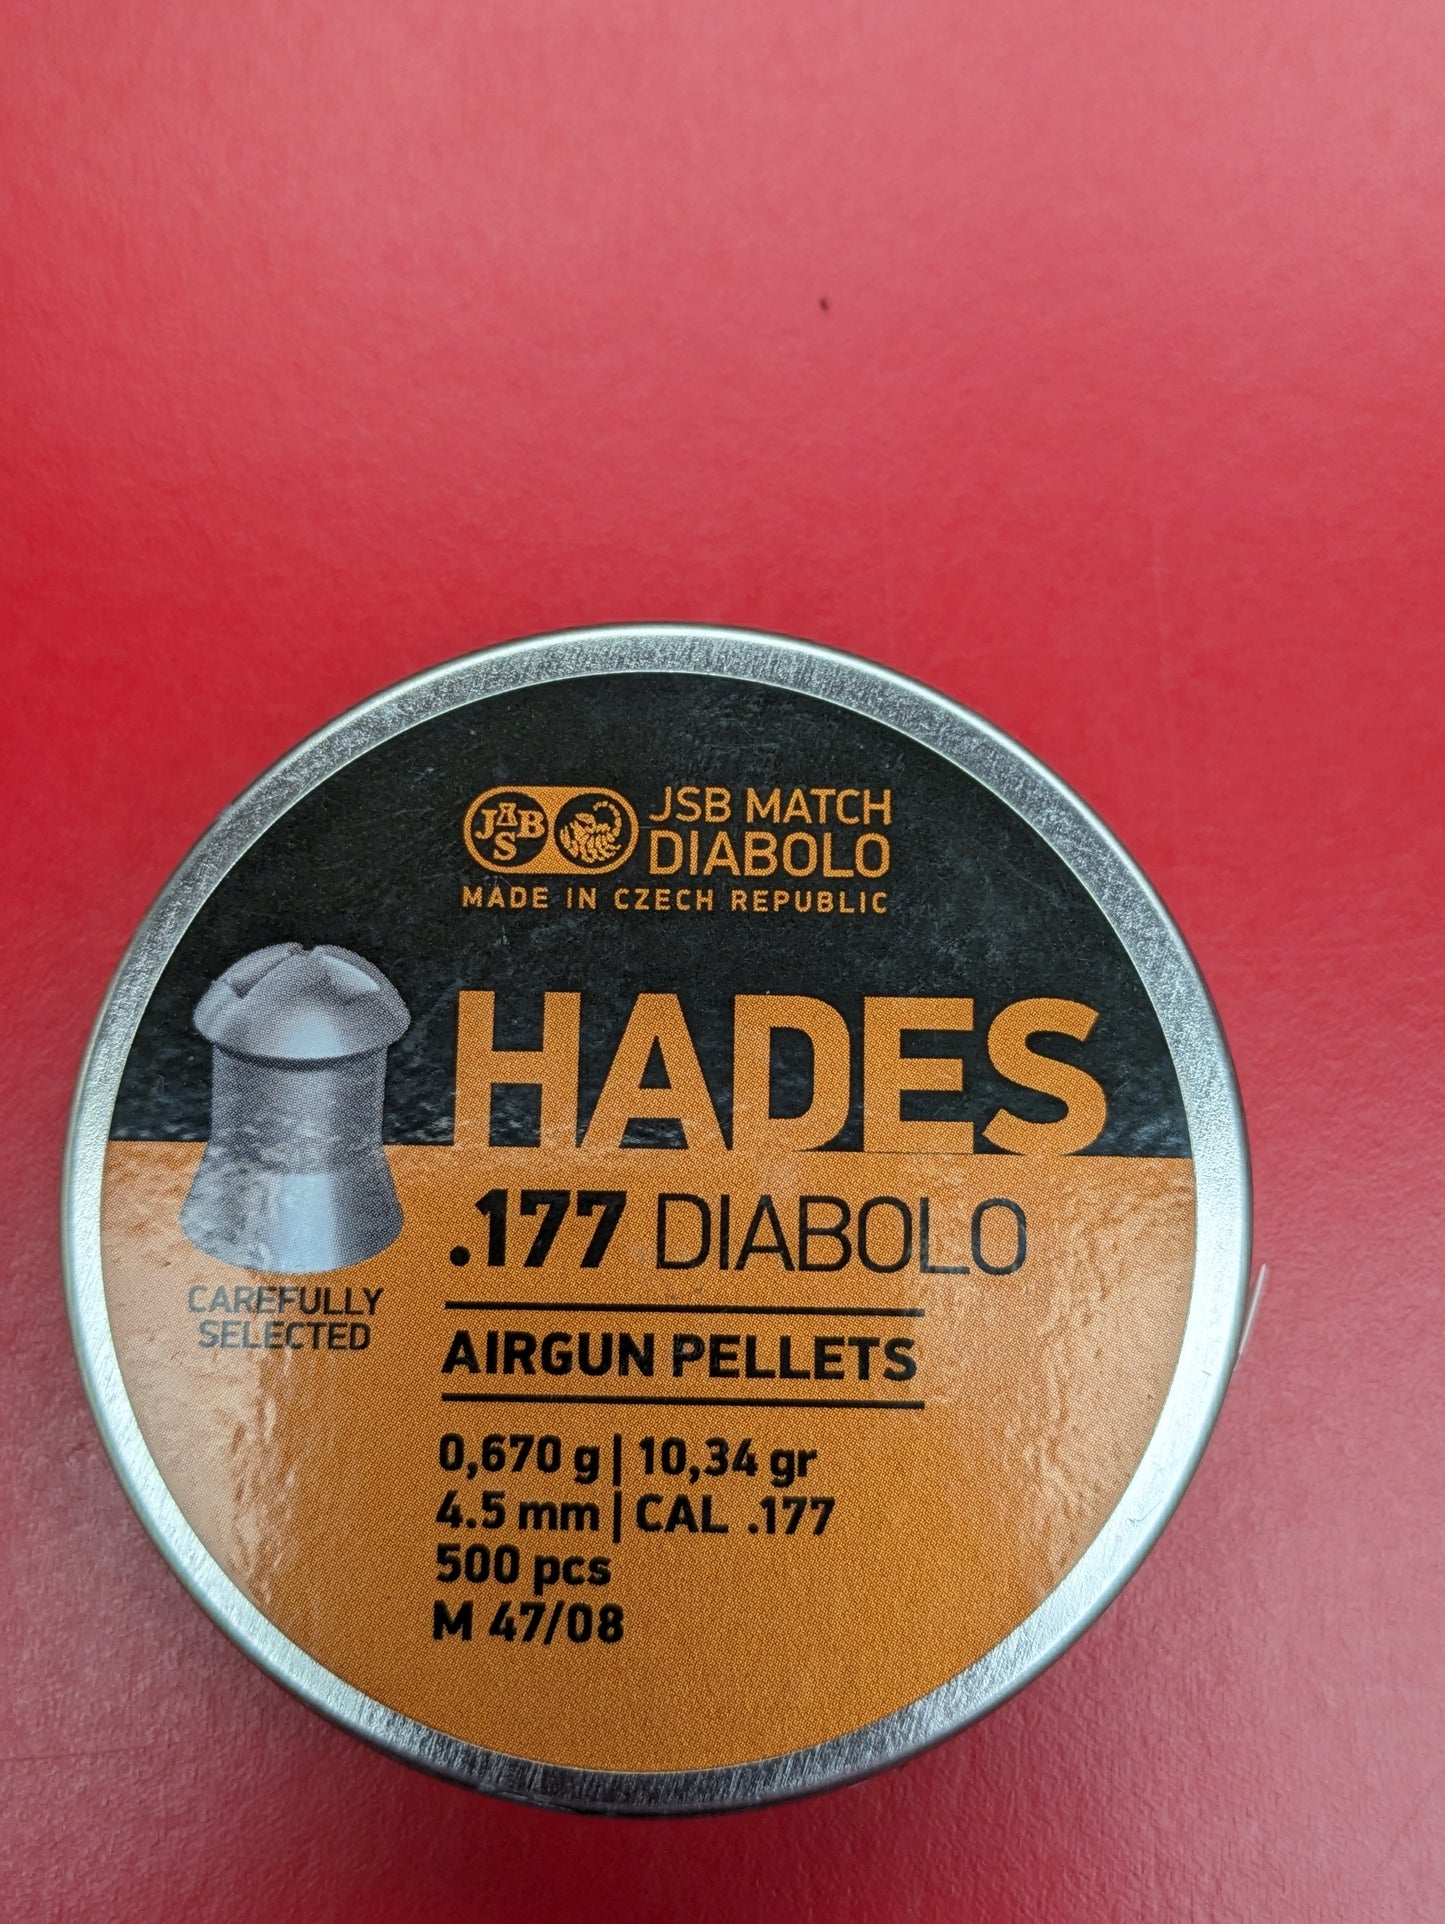 JSB
JSB MATCH
DIABOLO
MADE IN CZECH REPUBLIC
HADES
.177 DIABOLO
CAREFULLY
SELECTED
AIRGUN PELLETS
0,670 g | 10,34 gr
4.5 mm | CAL .177
500 pcs
M 47/08